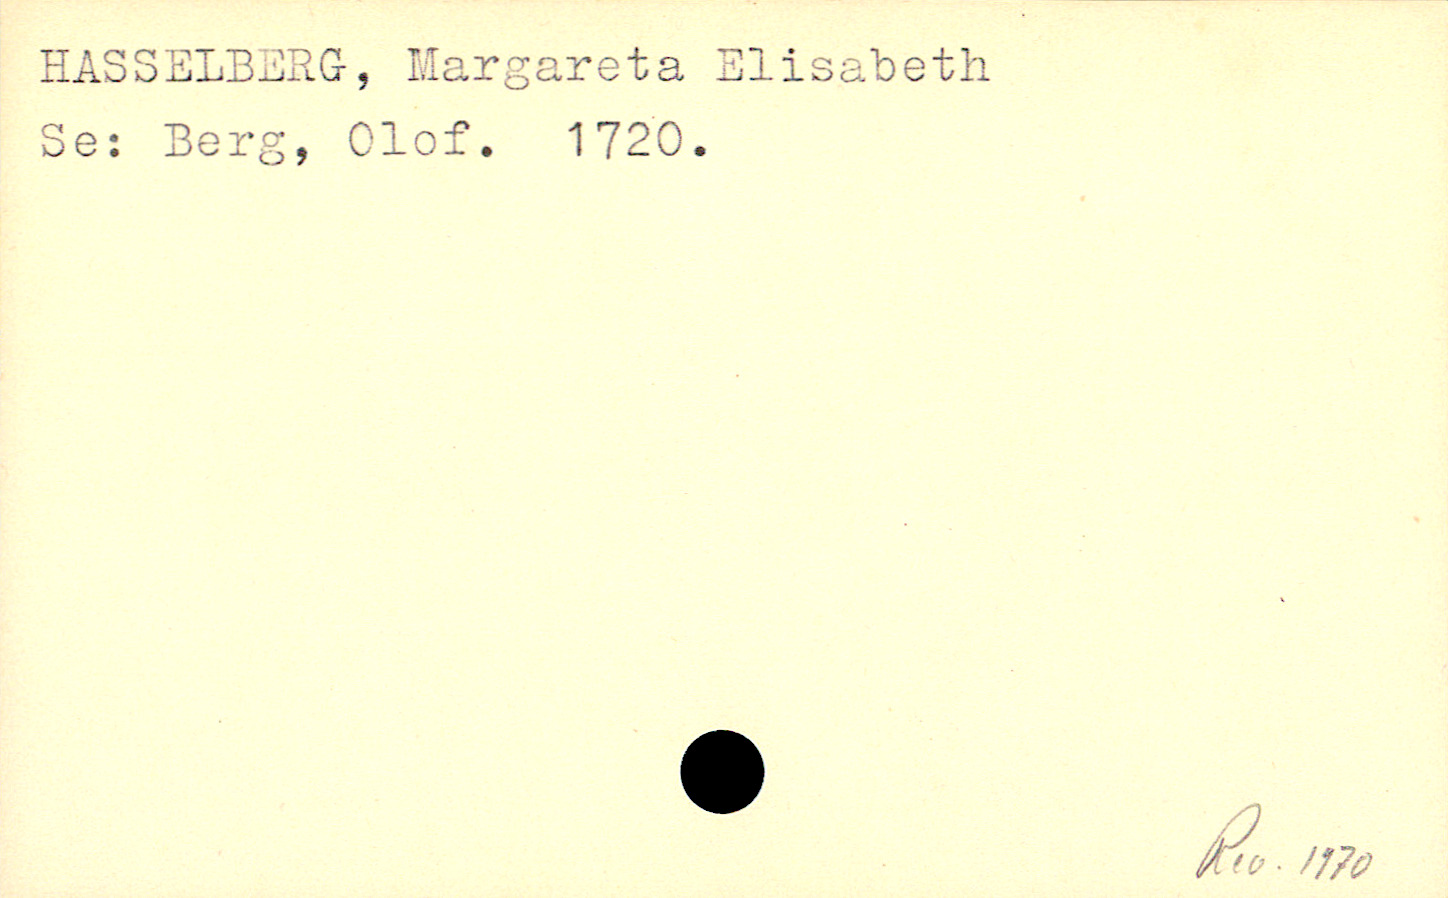 HASSELBERG, Margareta Elisabeth
Se: Berg, Olof. 1720.
Rev. 1970